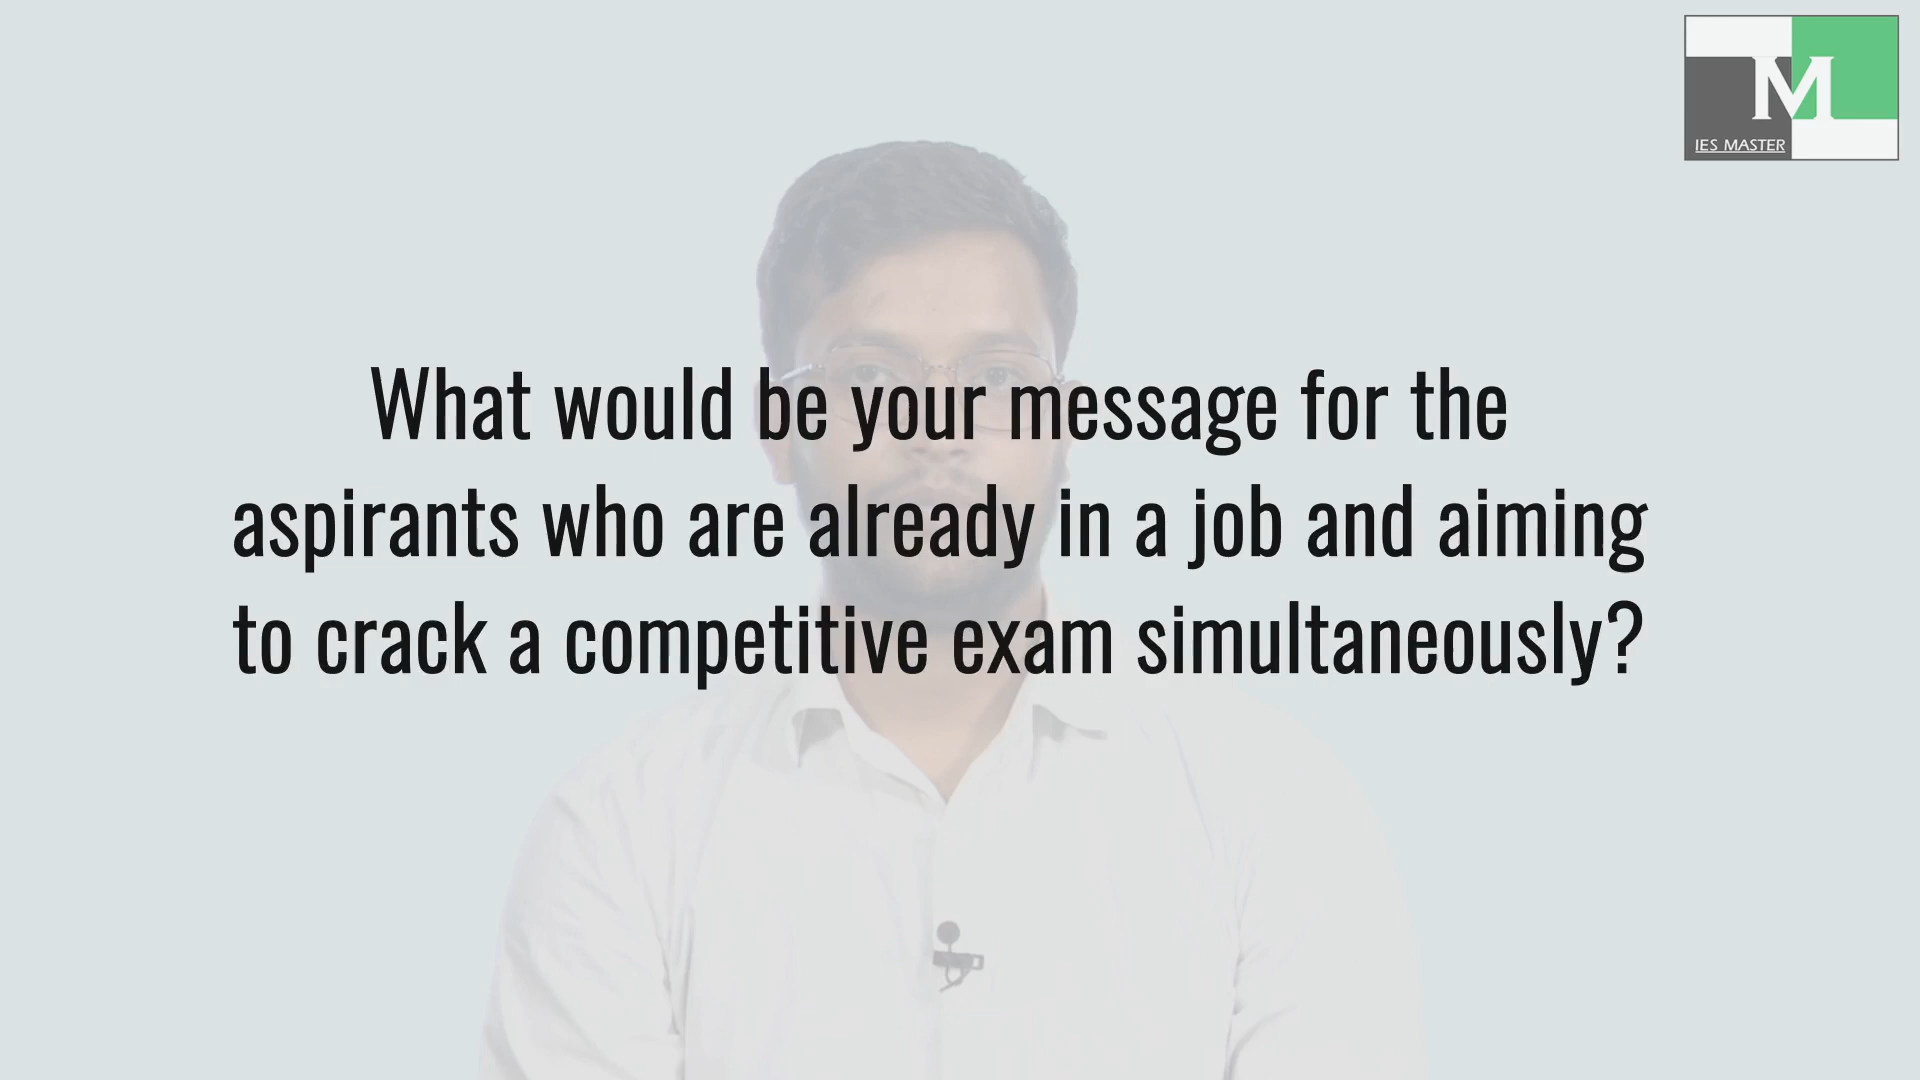 M
IES MASTER
What would be your message for the
aspirants who are already in a job and aiming
to crack a competitive exam simultaneously?